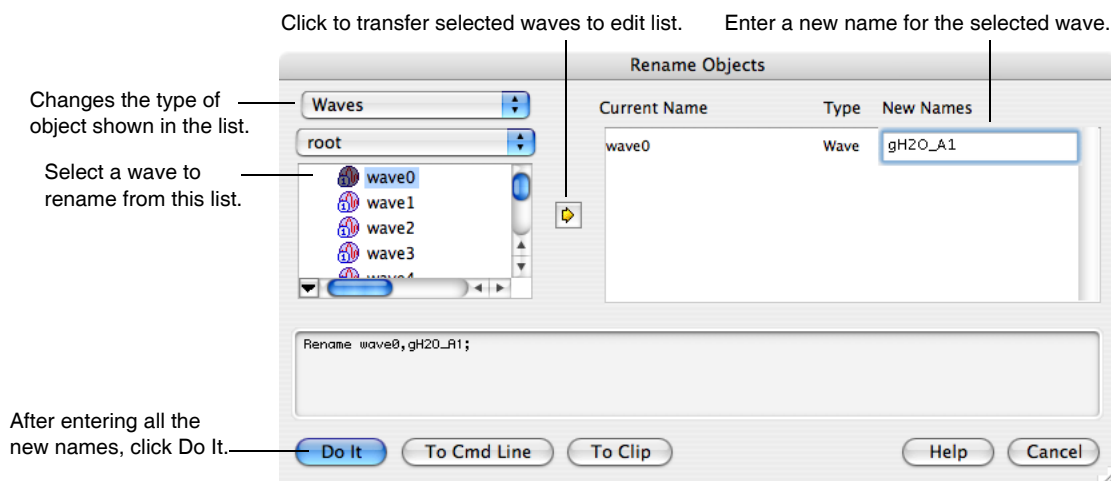 Click to transfer selected waves to edit list.
Enter a new name for the selected wave.
Rename Objects
Changes the type of
object shown in the list.
Waves
Current Name
Type
New Names
root
wave0
Wave
gH2O_A1
Select a wave to
rename from this list.
wave0
wave1
wave2
wave3
wave4
Rename wave0,gH2O_A1;
After entering all the
new names, click Do It.
Do It
To Cmd Line
To Clip
Help
Cancel